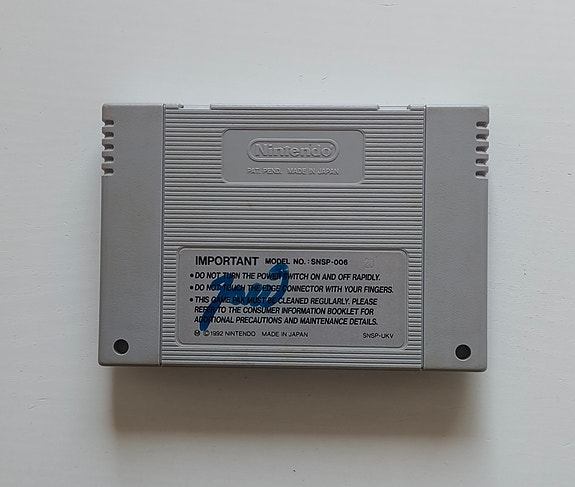 Nintendo
PAT. PEND. MADE IN JAPAN
IMPORTANT MODEL NO.: SNSP-006
• DO NOT TURN THE POWER SWITCH ON AND OFF RAPIDLY.
• DO NOT TOUCH THE EDGE CONNECTOR WITH YOUR FINGERS.
• THIS GAME PAK MUST BE CLEANED REGULARLY. PLEASE
REFER TO THE CONSUMER INFORMATION BOOKLET FOR
ADDITIONAL PRECAUTIONS AND MAINTENANCE DETAILS.
Ⓜ ©1992 NINTENDO MADE IN JAPAN SNSP-UKV